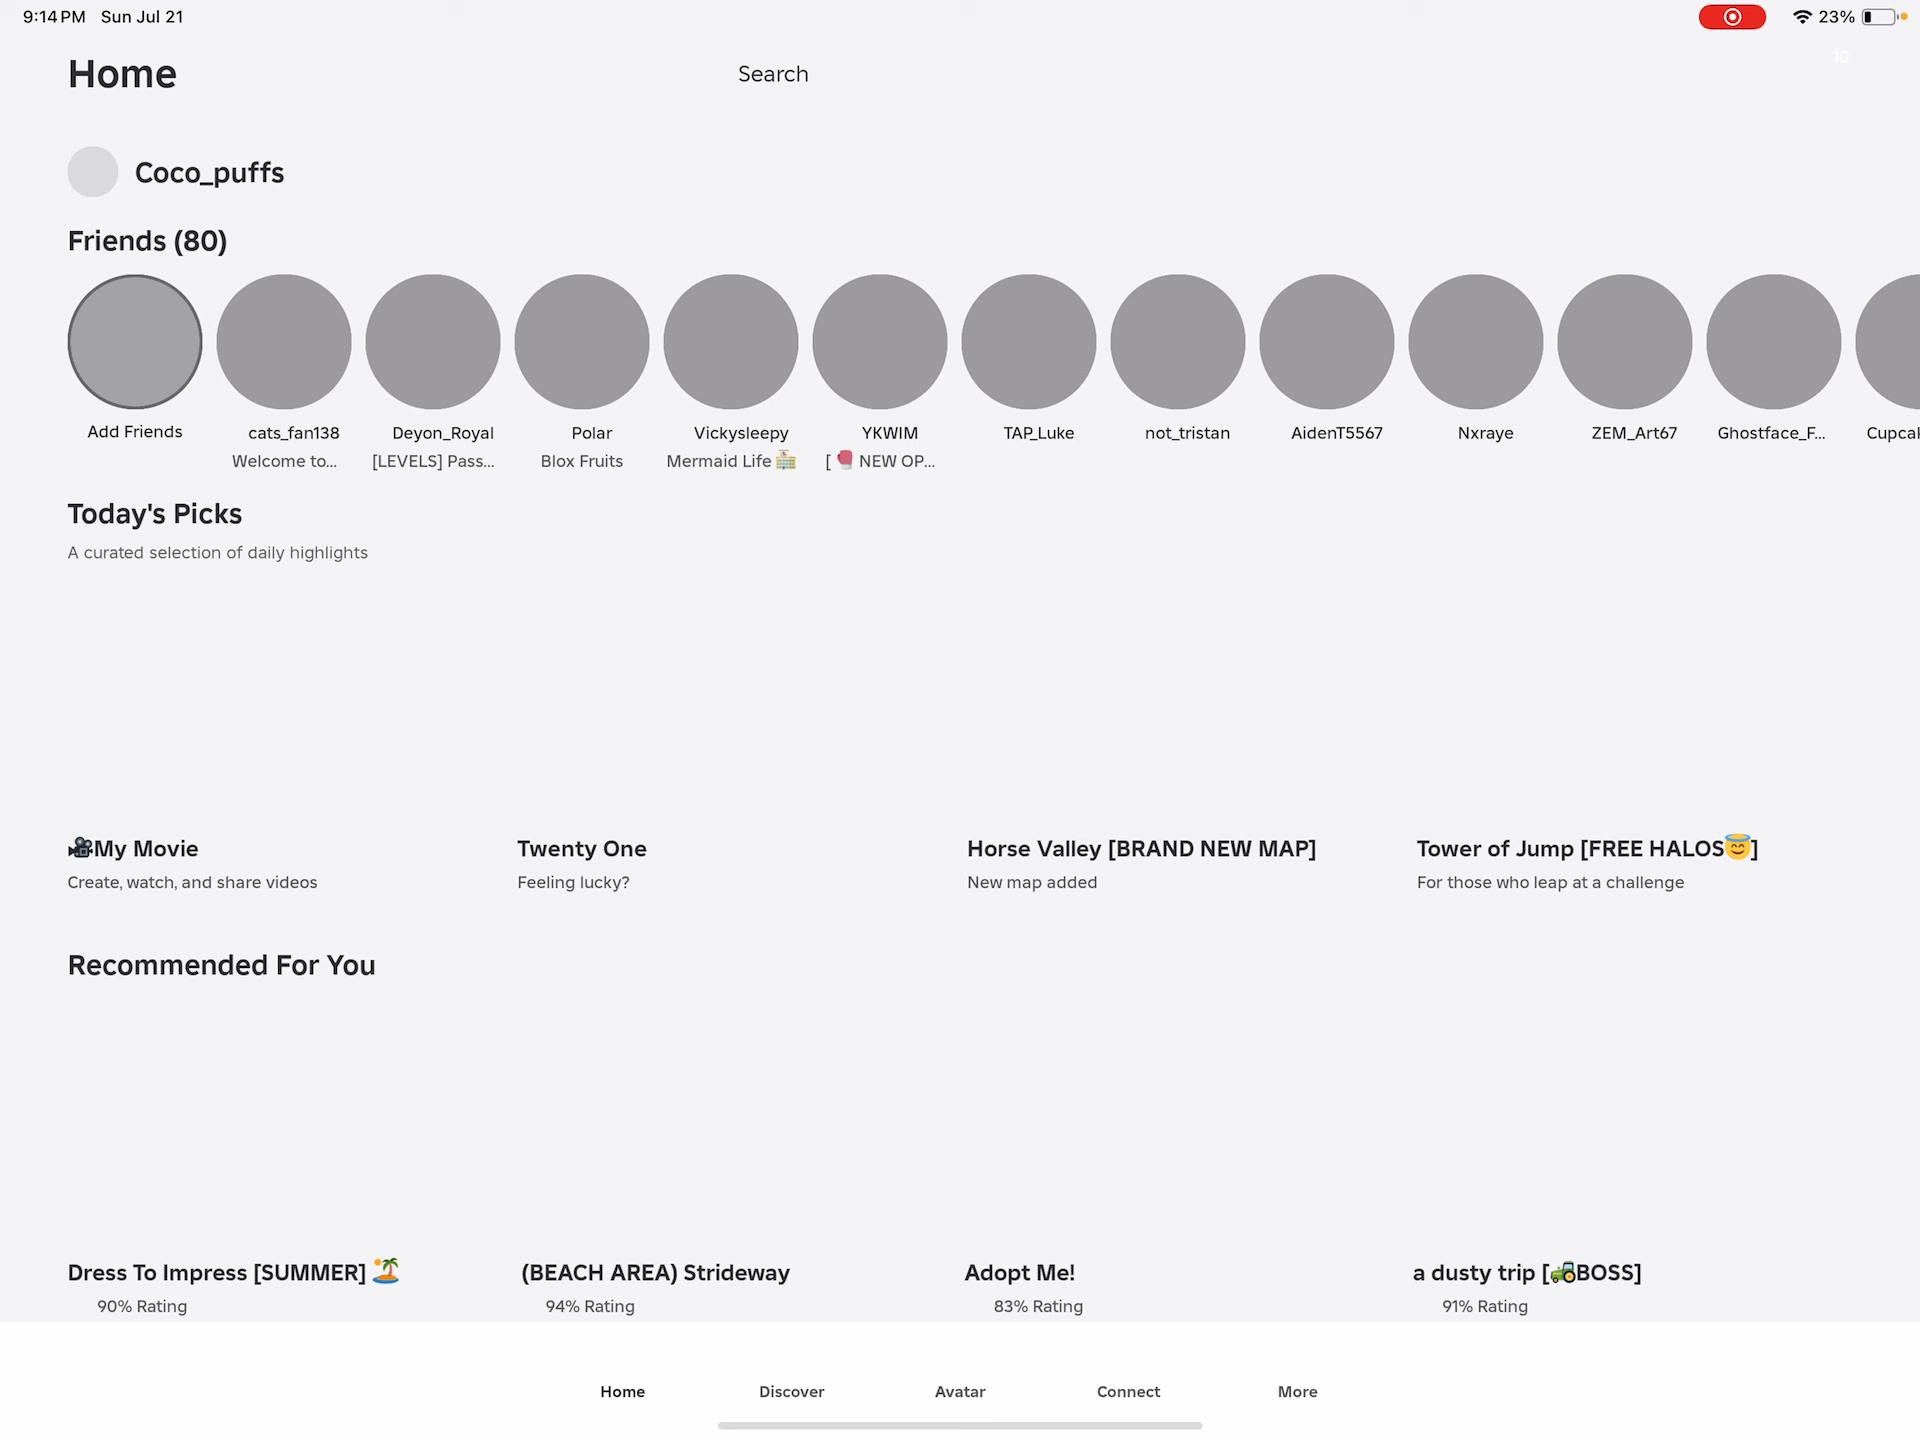 9:14 PM Sun Jul 21
23%
10
Home
Search
Coco_puffs
Friends (80)
Add Friends
cats_fan138
Deyon_Royal
Polar
Vickysleepy
YKWIM
TAP_Luke
not_tristan
AidenT5567
Nxraye
ZEM_Art67
Ghostface_F...
Cupcak
Welcome to...
[LEVELS] Pass...
Blox Fruits
Mermaid Life 🏫
[🥊 NEW OP...
Today's Picks
A curated selection of daily highlights
🎥My Movie
Create, watch, and share videos
Twenty One
Feeling lucky?
Horse Valley [BRAND NEW MAP]
New map added
Tower of Jump [FREE HALOS😇]
For those who leap at a challenge
Recommended For You
Dress To Impress [SUMMER] 🏝️
90% Rating
(BEACH AREA) Strideway
94% Rating
Adopt Me!
83% Rating
a dusty trip [🚜BOSS]
91% Rating
Home
Discover
Avatar
Connect
More